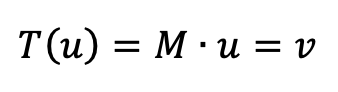 T(u) = M · u = v